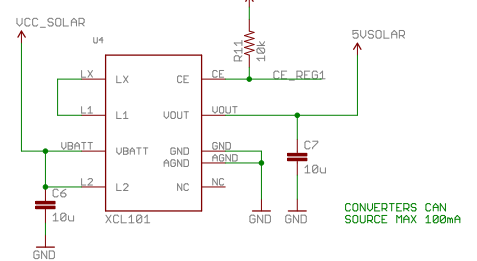 VCC_SOLAR
5VSOLAR
U4
R11
10k
LX
LX
CE
CE
CE_REG1
L1
L1
VOUT
VOUT
VBATT
VBATT
GND
GND
AGND
AGND
L2
L2
NC
NC
C7
10u
C6
10u
XCL101
GND
GND
GND
CONVERTERS CAN
SOURCE MAX 100mA